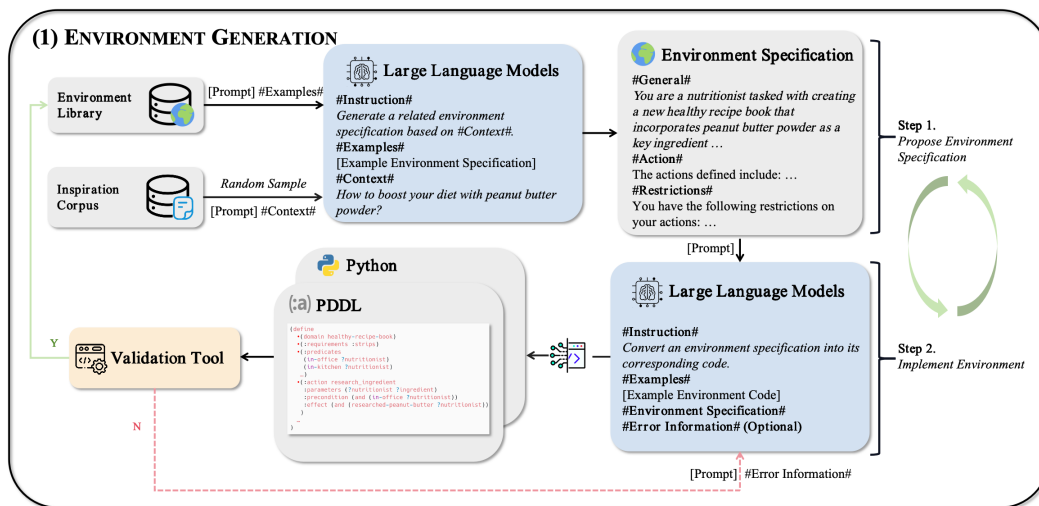 (1) ENVIRONMENT GENERATION
Environment
Library
[Prompt] #Examples#
Inspiration
Corpus
Random Sample
[Prompt] #Context#
Large Language Models
#Instruction#
Generate a related environment
specification based on #Context#.
#Examples#
[Example Environment Specification]
#Context#
How to boost your diet with peanut butter
powder?
Environment Specification
#General#
You are a nutritionist tasked with creating
a new healthy recipe book that
incorporates peanut butter powder as a
key ingredient …
#Action#
The actions defined include: …
#Restrictions#
You have the following restrictions on
your actions: …
Step 1.
Propose Environment
Specification
[Prompt]
Large Language Models
#Instruction#
Convert an environment specification into its
corresponding code.
#Examples#
[Example Environment Code]
#Environment Specification#
#Error Information# (Optional)
Step 2.
Implement Environment
Python
(:a) PDDL
(define
(domain healthy-recipe-book)
(:requirements :strips)
(:predicates
(in-office ?nutritionist)
(in-kitchen ?nutritionist)
…)
(:action research_ingredient
:parameters (?nutritionist ?ingredient)
:precondition (and (in-office ?nutritionist))
:effect (and (researched-peanut-butter ?nutritionist))
)
…
)
Validation Tool
Y
N
[Prompt] #Error Information#